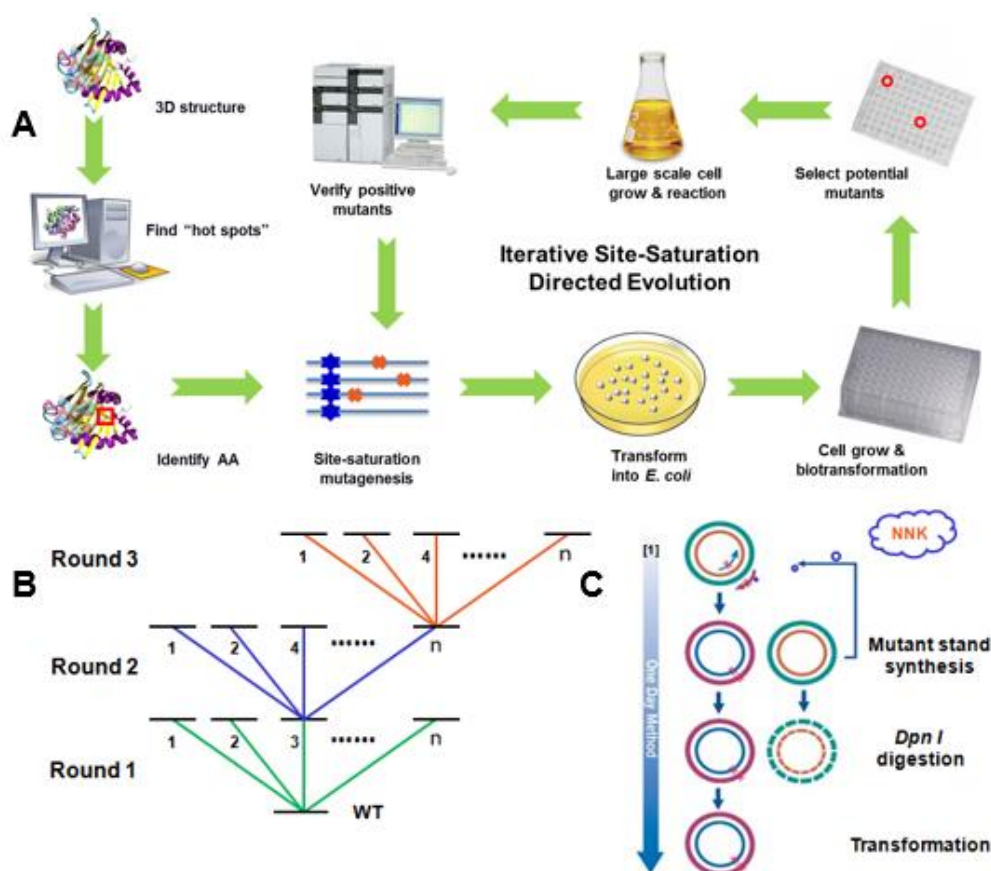 A
3D structure
Find "hot spots"
Identify AA
Verify positive
mutants
Large scale cell
grow & reaction
Select potential
mutants
Iterative Site-Saturation
Directed Evolution
Site-saturation
mutagenesis
Transform
into E. coli
Cell grow &
biotransformation
B
Round 3
1 2 4 ...... n
Round 2
1 2 4 ...... n
Round 1
1 2 3 ...... n
WT
C
[1]
NNK
One Day Method
Mutant stand
synthesis
Dpn I
digestion
Transformation